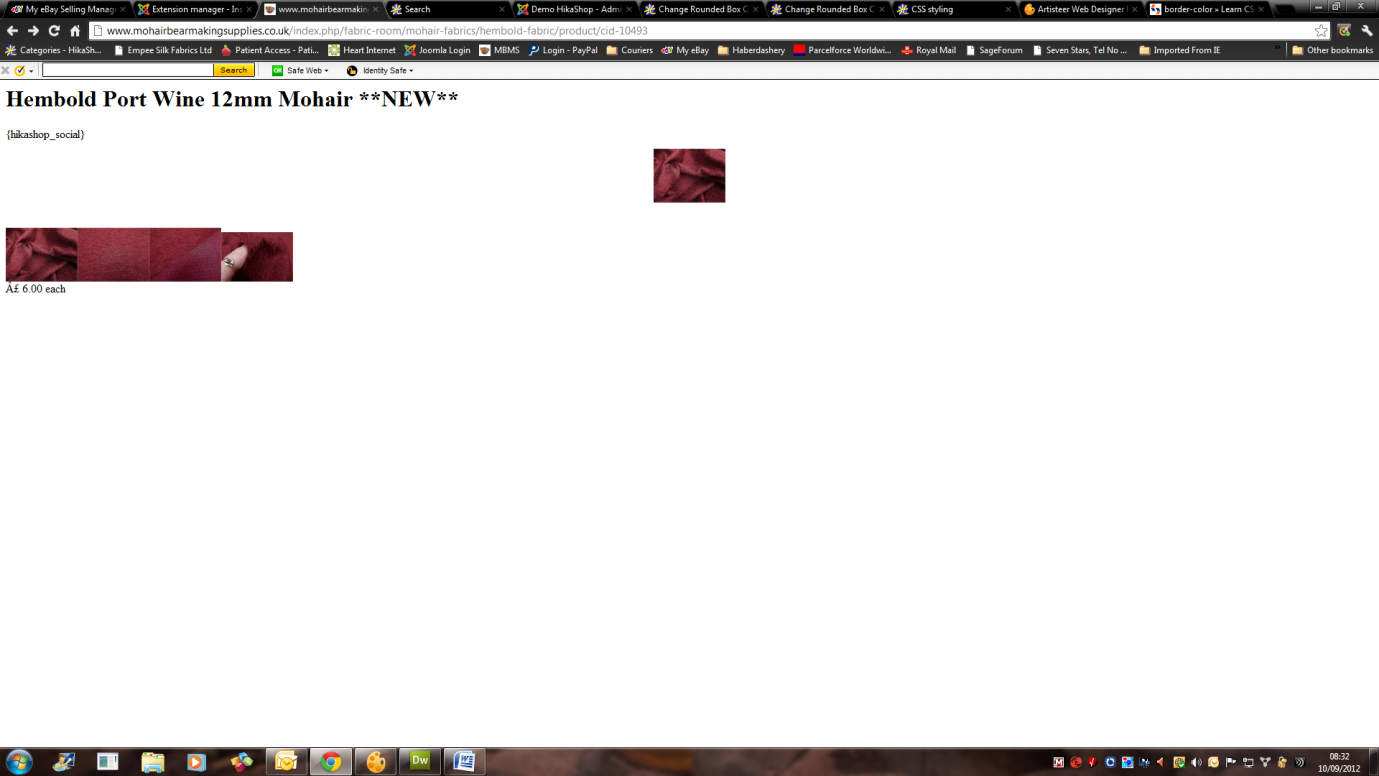 My eBay Selling Manag
Extension manager - Ins
www.mohairbearmakin
Search
Demo HikaShop - Adm
Change Rounded Box C
Change Rounded Box C
CSS styling
Artisteer Web Designer
border-color » Learn CS
www.mohairbearmakingsupplies.co.uk/index.php/fabric-room/mohair-fabrics/hembold-fabric/product/cid-10493
Categories - HikaSh...
Empee Silk Fabrics Ltd
Patient Access - Pati...
Heart Internet
Joomla Login
MBMS
Login - PayPal
Couriers
My eBay
Haberdashery
Parcelforce Worldwi...
Royal Mail
SageForum
Seven Stars, Tel No ...
Imported From IE
»
Other bookmarks
Search
OK
Safe Web
Identity Safe
Hembold Port Wine 12mm Mohair **NEW**
{hikashop_social}
Â£ 6.00 each
Dw
W
08:32
10/09/2012